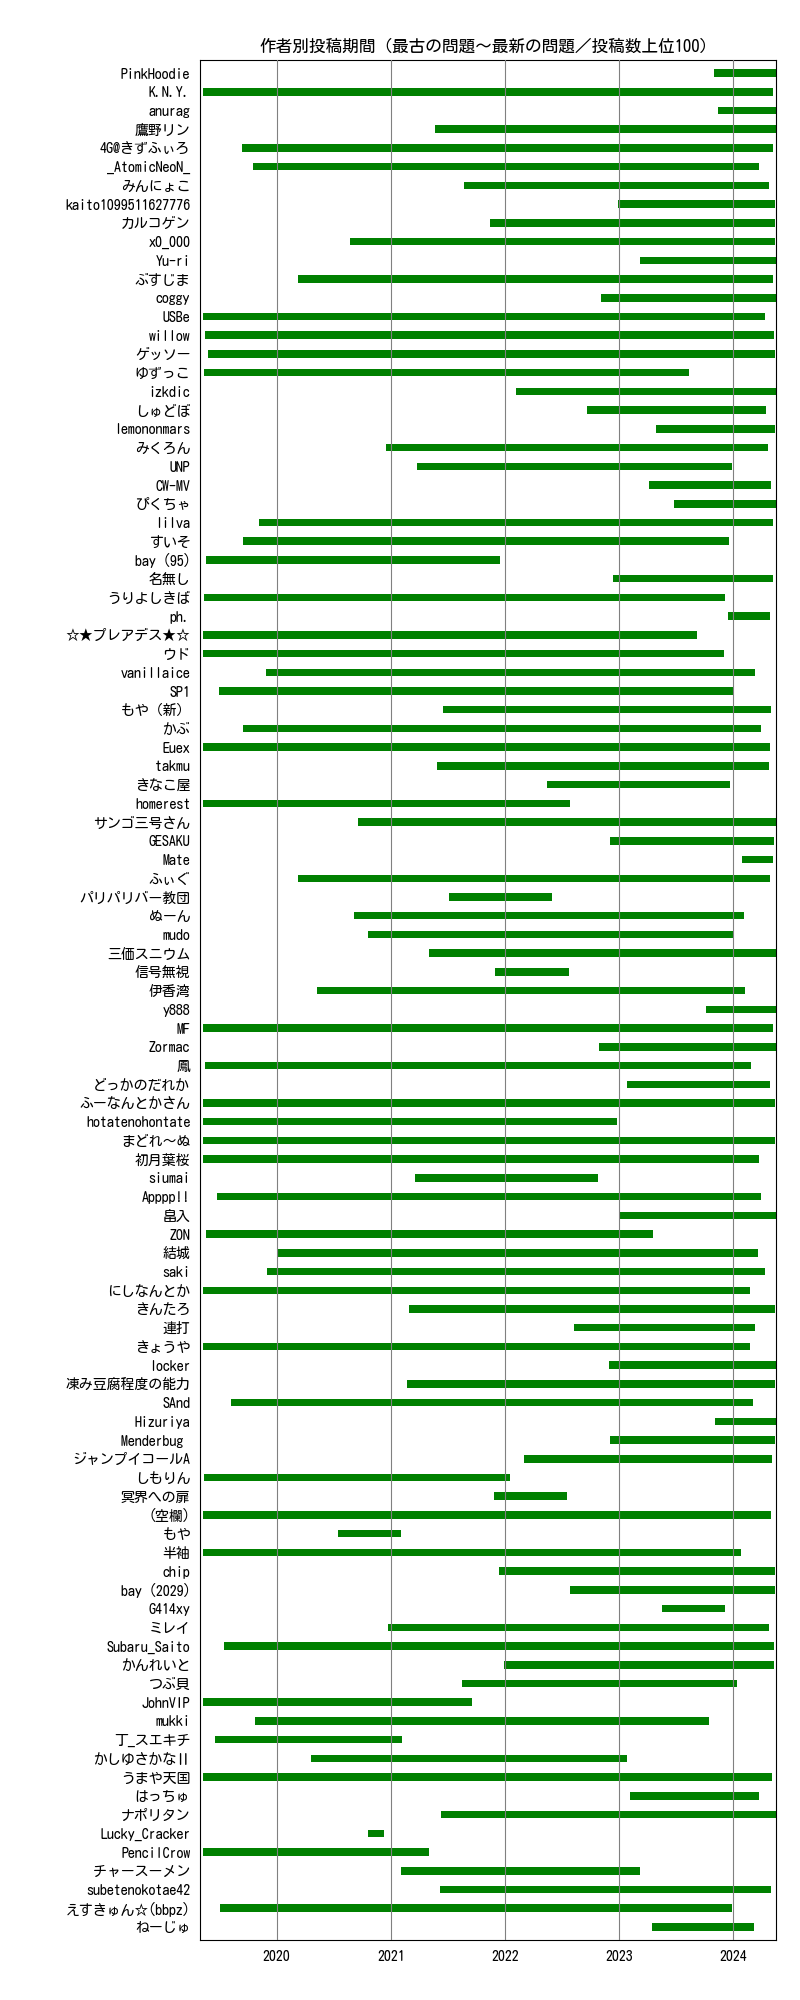 作者別投稿期間（最古の問題～最新の問題／投稿数上位100）
PinkHoodie
K.N.Y.
anurag
鷹野リン
4G@きずふぃろ
_AtomicNeoN_
みんにょこ
kaito1099511627776
カルコゲン
x0_000
Yu-ri
ぶすじま
coggy
USBe
willow
ゲッソー
ゆずっこ
izkdic
しゅどぼ
lemononmars
みくろん
UNP
CW-MV
ぴくちゃ
lilva
すいそ
bay (95)
名無し
うりよしきば
ph.
☆★プレアデス★☆
ウド
vanillaice
SP1
もや（新）
かぶ
Euex
takmu
きなこ屋
homerest
サンゴ三号さん
GESAKU
Mate
ふぃぐ
パリパリバー教団
ぬーん
mudo
三価スニウム
信号無視
伊香湾
y888
MF
Zormac
鳳
どっかのだれか
ふーなんとかさん
hotatenohontate
まどれ～ぬ
初月葉桜
siumai
Appppll
畠入
ZON
結城
saki
にしなんとか
きんたろ
連打
きょうや
locker
凍み豆腐程度の能力
SAnd
Hizuriya
Menderbug
ジャンプイコールA
しもりん
冥界への扉
(空欄)
もや
半袖
chip
bay (2029)
G414xy
ミレイ
Subaru_Saito
かんれいと
つぶ貝
JohnVIP
mukki
丁_スエキチ
かしゆさかなII
うまや天国
はっちゅ
ナポリタン
Lucky_Cracker
PencilCrow
チャースーメン
subetenokotae42
えすきゅん☆(bbpz)
ねーじゅ
2020 2021 2022 2023 2024